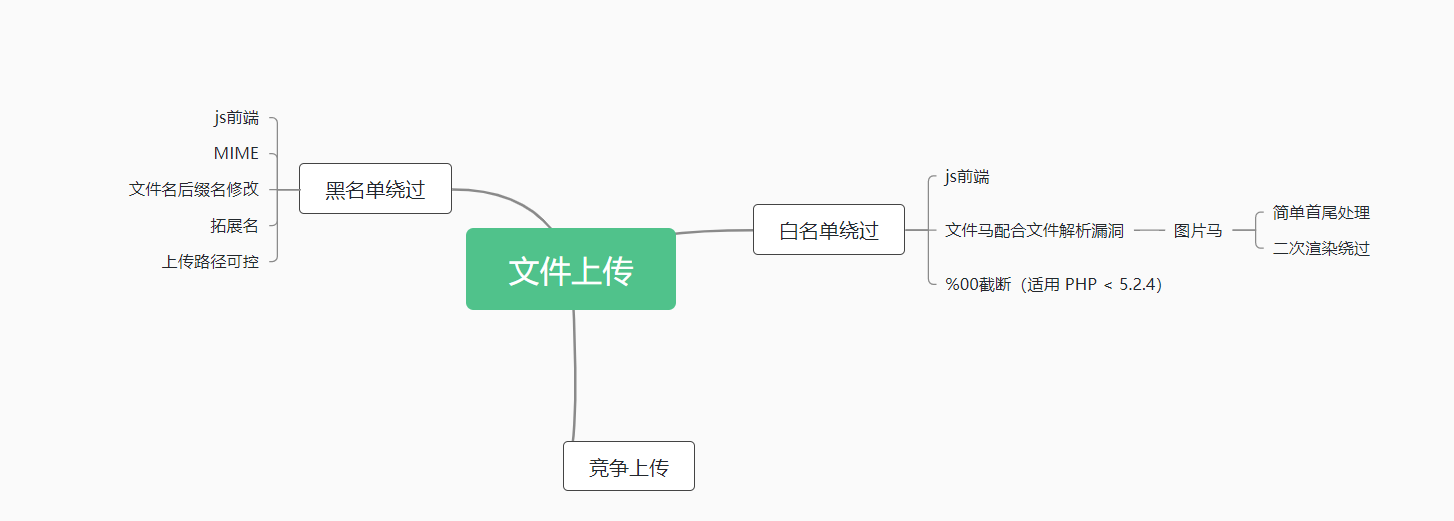 文件上传
黑名单绕过
js前端
MIME
文件名后缀名修改
拓展名
上传路径可控
白名单绕过
js前端
文件马配合文件解析漏洞
图片马
简单首尾处理
二次渲染绕过
%00截断（适用 PHP < 5.2.4）
竞争上传